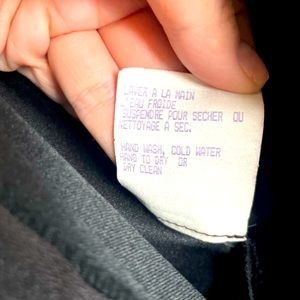 LAVER A LA MAIN
L'EAU FROIDE
SUSPENDRE POUR SECHER OU
NETTOYAGE A SEC.
HAND WASH, COLD WATER
HAND TO DRY OR
DRY CLEAN